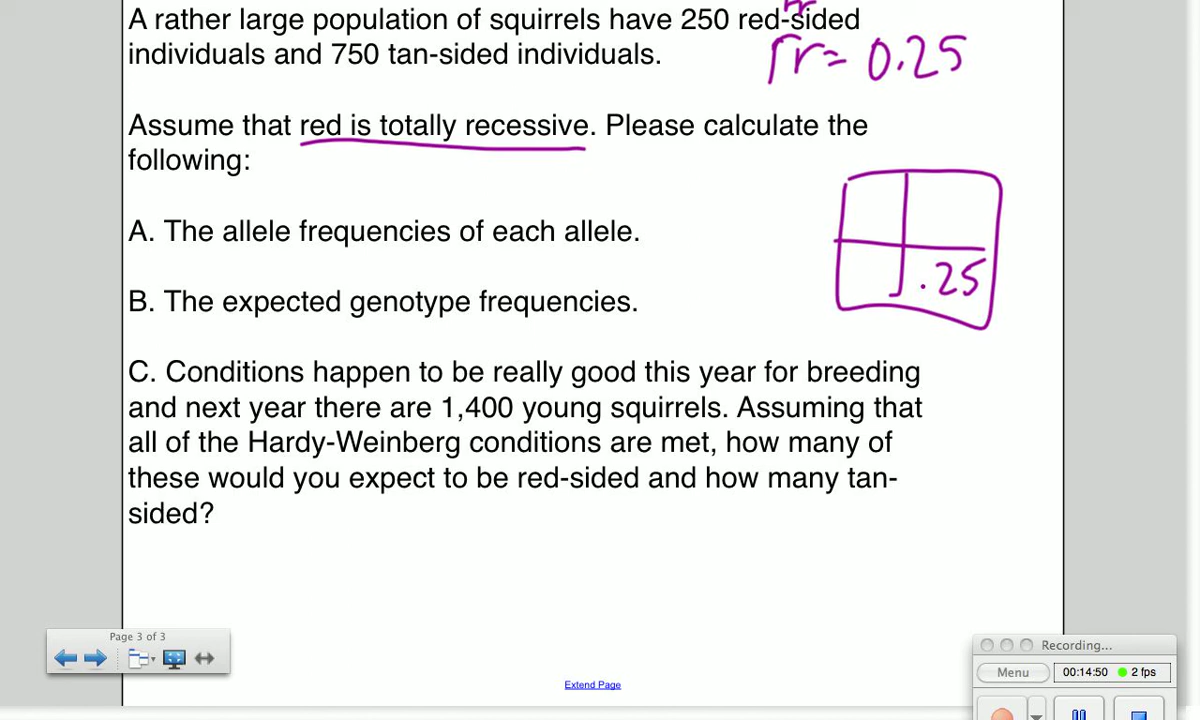 rr
A rather large population of squirrels have 250 red-sided
individuals and 750 tan-sided individuals.
rr= 0.25
Assume that red is totally recessive. Please calculate the
following:
A. The allele frequencies of each allele.
.25
B. The expected genotype frequencies.
C. Conditions happen to be really good this year for breeding
and next year there are 1,400 young squirrels. Assuming that
all of the Hardy-Weinberg conditions are met, how many of
these would you expect to be red-sided and how many tan-
sided?
Page 3 of 3
Extend Page
Recording...
Menu
00:14:50
2 fps